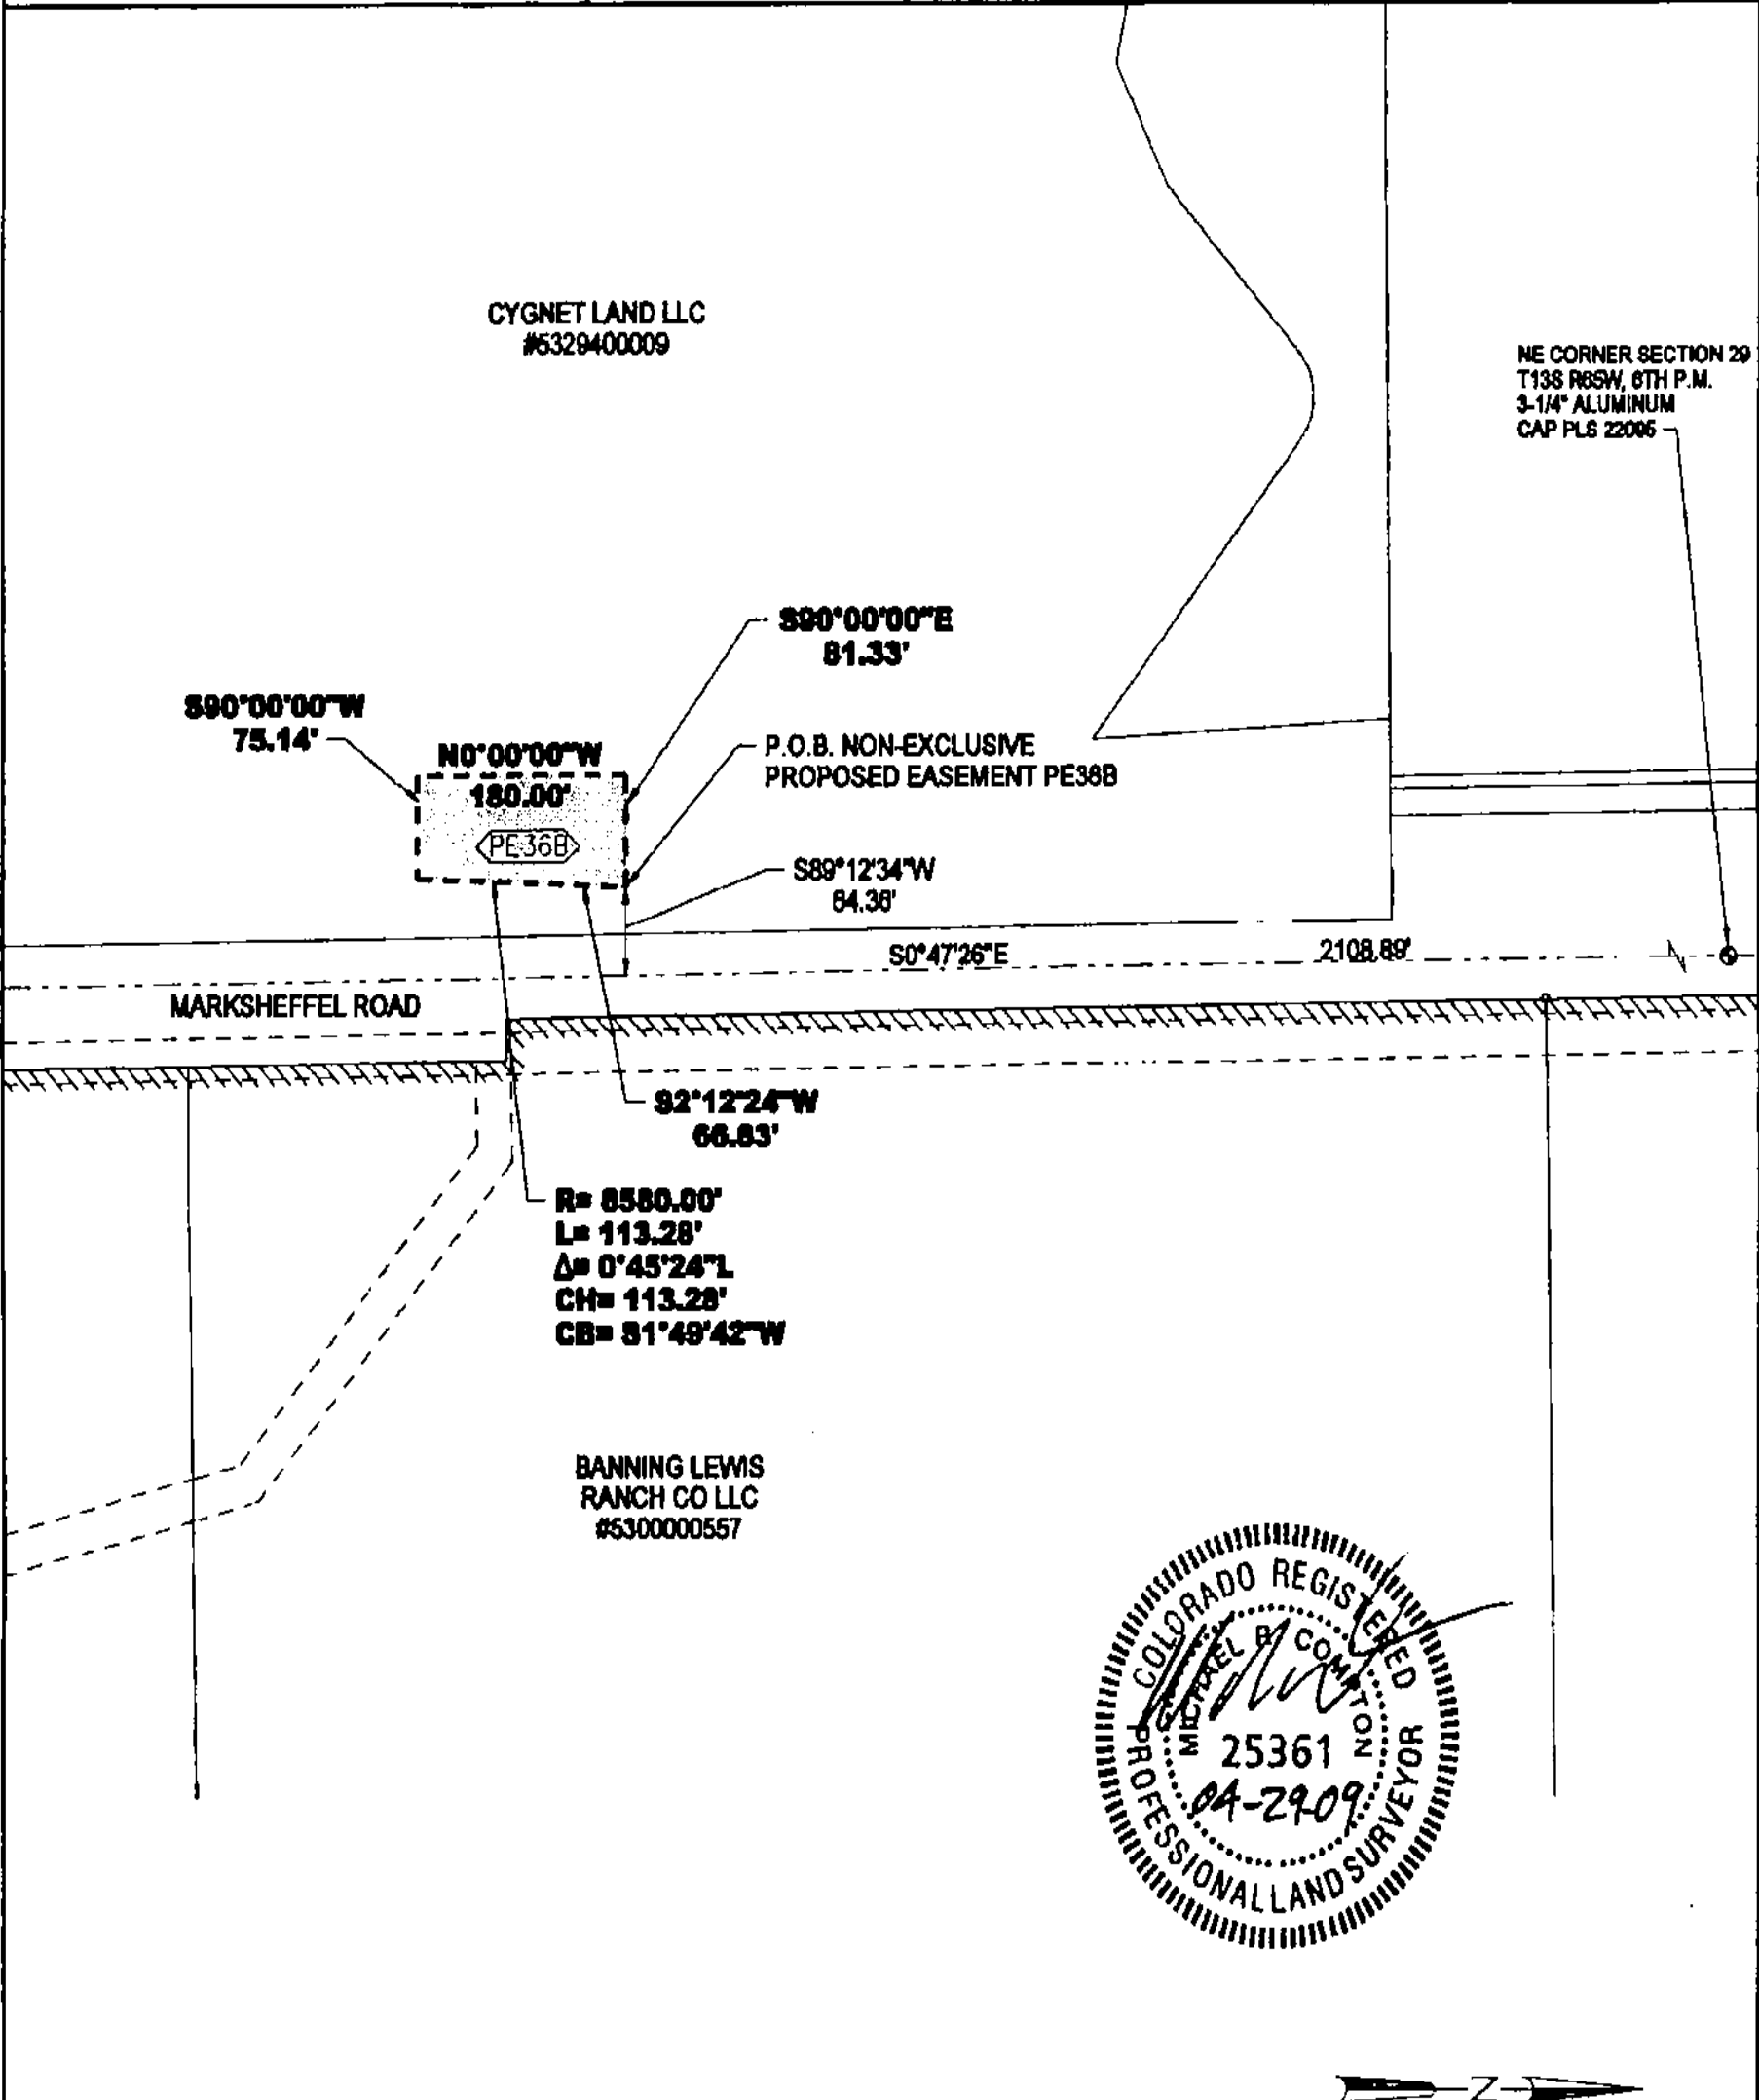 CYGNET LAND LLC
#5329400009
NE CORNER SECTION 29
T13S R65W, 6TH P.M.
3-1/4" ALUMINUM
CAP PLS 22095
S90°00'00"E
81.33'
S90°00'00"W
75.14'
N0°00'00"W
180.00'
PE36B
P.O.B. NON-EXCLUSIVE
PROPOSED EASEMENT PE36B
S89°12'34"W
64.36'
S0°47'26"E 2108.89'
MARKSHEFFEL ROAD
S2°12'24"W
66.83'
R= 8580.00'
L= 113.28'
Δ= 0°45'24"L
CH= 113.28'
CB= S1°49'42"W
BANNING LEWIS
RANCH CO LLC
#5300000557
COLORADO REGISTERED
MICHAEL B COMPTON
25361
04-29-09
PROFESSIONAL LAND SURVEYOR
N